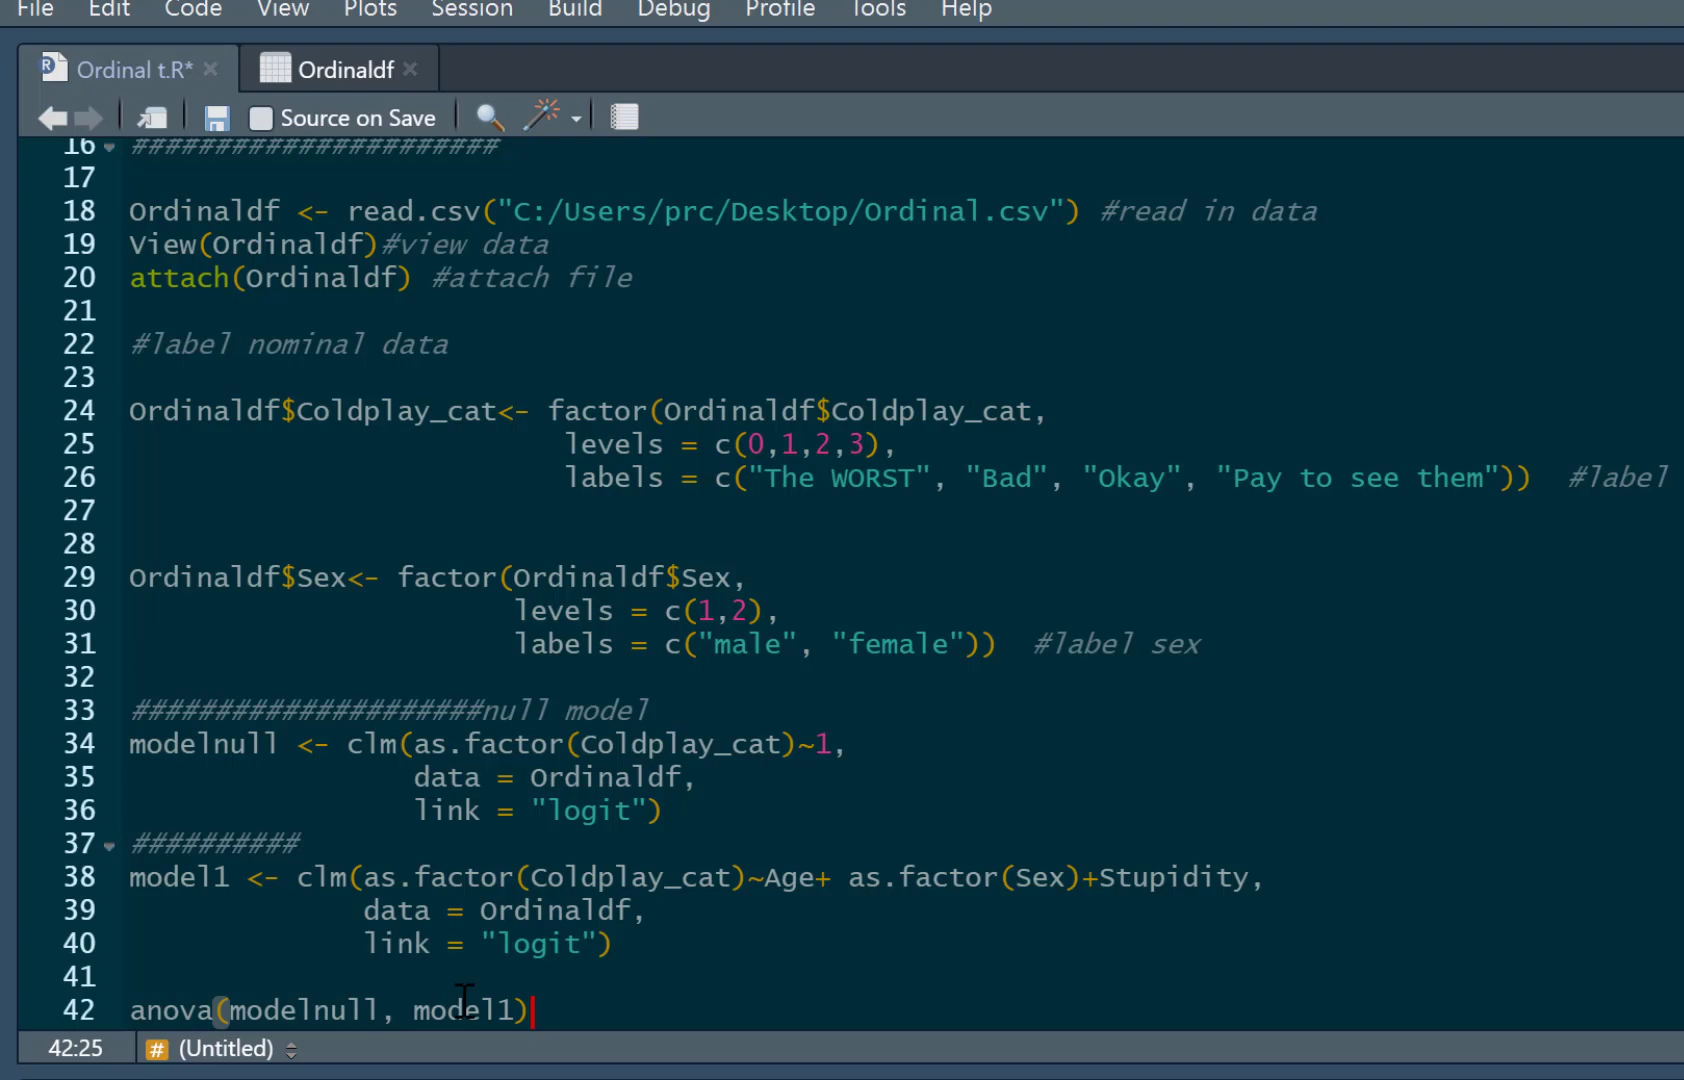 File Edit Code View Plots Session Build Debug Profile Tools Help
Ordinal t.R* Ordinaldf
Source on Save
16 ######################
17
18 Ordinaldf <- read.csv("C:/Users/prc/Desktop/Ordinal.csv") #read in data
19 View(Ordinaldf)#view data
20 attach(Ordinaldf) #attach file
21
22 #label nominal data
23
24 Ordinaldf$Coldplay_cat<- factor(Ordinaldf$Coldplay_cat,
25 levels = c(0,1,2,3),
26 labels = c("The WORST", "Bad", "Okay", "Pay to see them")) #label
27
28
29 Ordinaldf$Sex<- factor(Ordinaldf$Sex,
30 levels = c(1,2),
31 labels = c("male", "female")) #label sex
32
33 #####################null model
34 modelnull <- clm(as.factor(Coldplay_cat)~1,
35 data = Ordinaldf,
36 link = "logit")
37 ##########
38 model1 <- clm(as.factor(Coldplay_cat)~Age+ as.factor(Sex)+Stupidity,
39 data = Ordinaldf,
40 link = "logit")
41
42 anova(modelnull, model1)
42:25 # (Untitled)